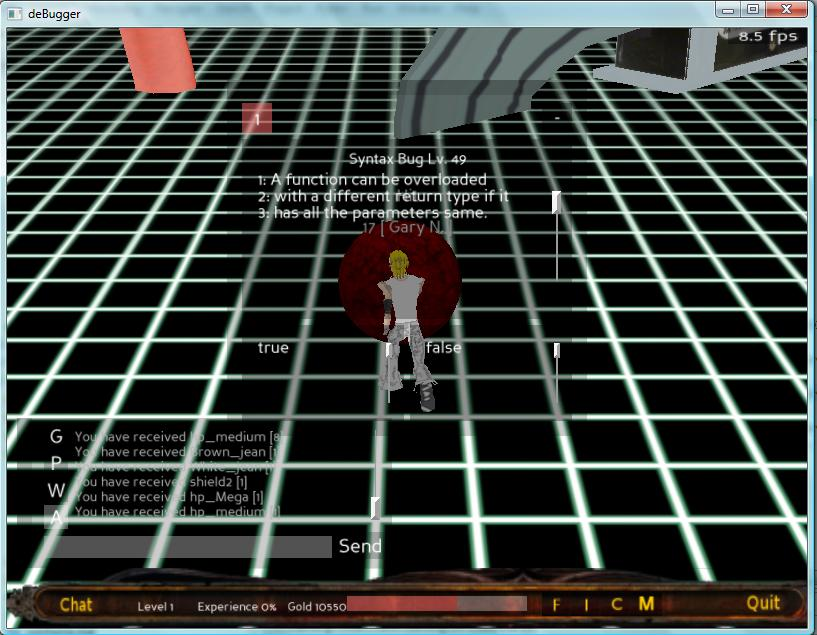 deBugger
8.5 fps
1
-
Syntax Bug Lv. 49
1: A function can be overloaded
2: with a different return type if it
3: has all the parameters same.
17 [ Gary N.
true false
G You have received hp_medium [8]
You have received Brown_jean [1]
P You have received White_jean [1]
You have received shield2 [1]
W You have received hp_Mega [1]
A You have received hp_medium [1]
Send
Chat Level 1 Experience 0% Gold 10550 F I C M Quit